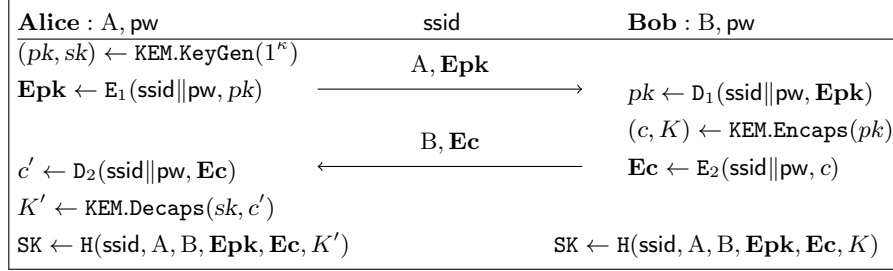 Alice : A, pw ssid Bob : B, pw
(pk, sk) ← KEM.KeyGen(1^κ)
A, Epk
Epk ← E₁(ssid‖pw, pk) pk ← D₁(ssid‖pw, Epk)
(c, K) ← KEM.Encaps(pk)
B, Ec
c′ ← D₂(ssid‖pw, Ec) Ec ← E₂(ssid‖pw, c)
K′ ← KEM.Decaps(sk, c′)
SK ← H(ssid, A, B, Epk, Ec, K′) SK ← H(ssid, A, B, Epk, Ec, K)